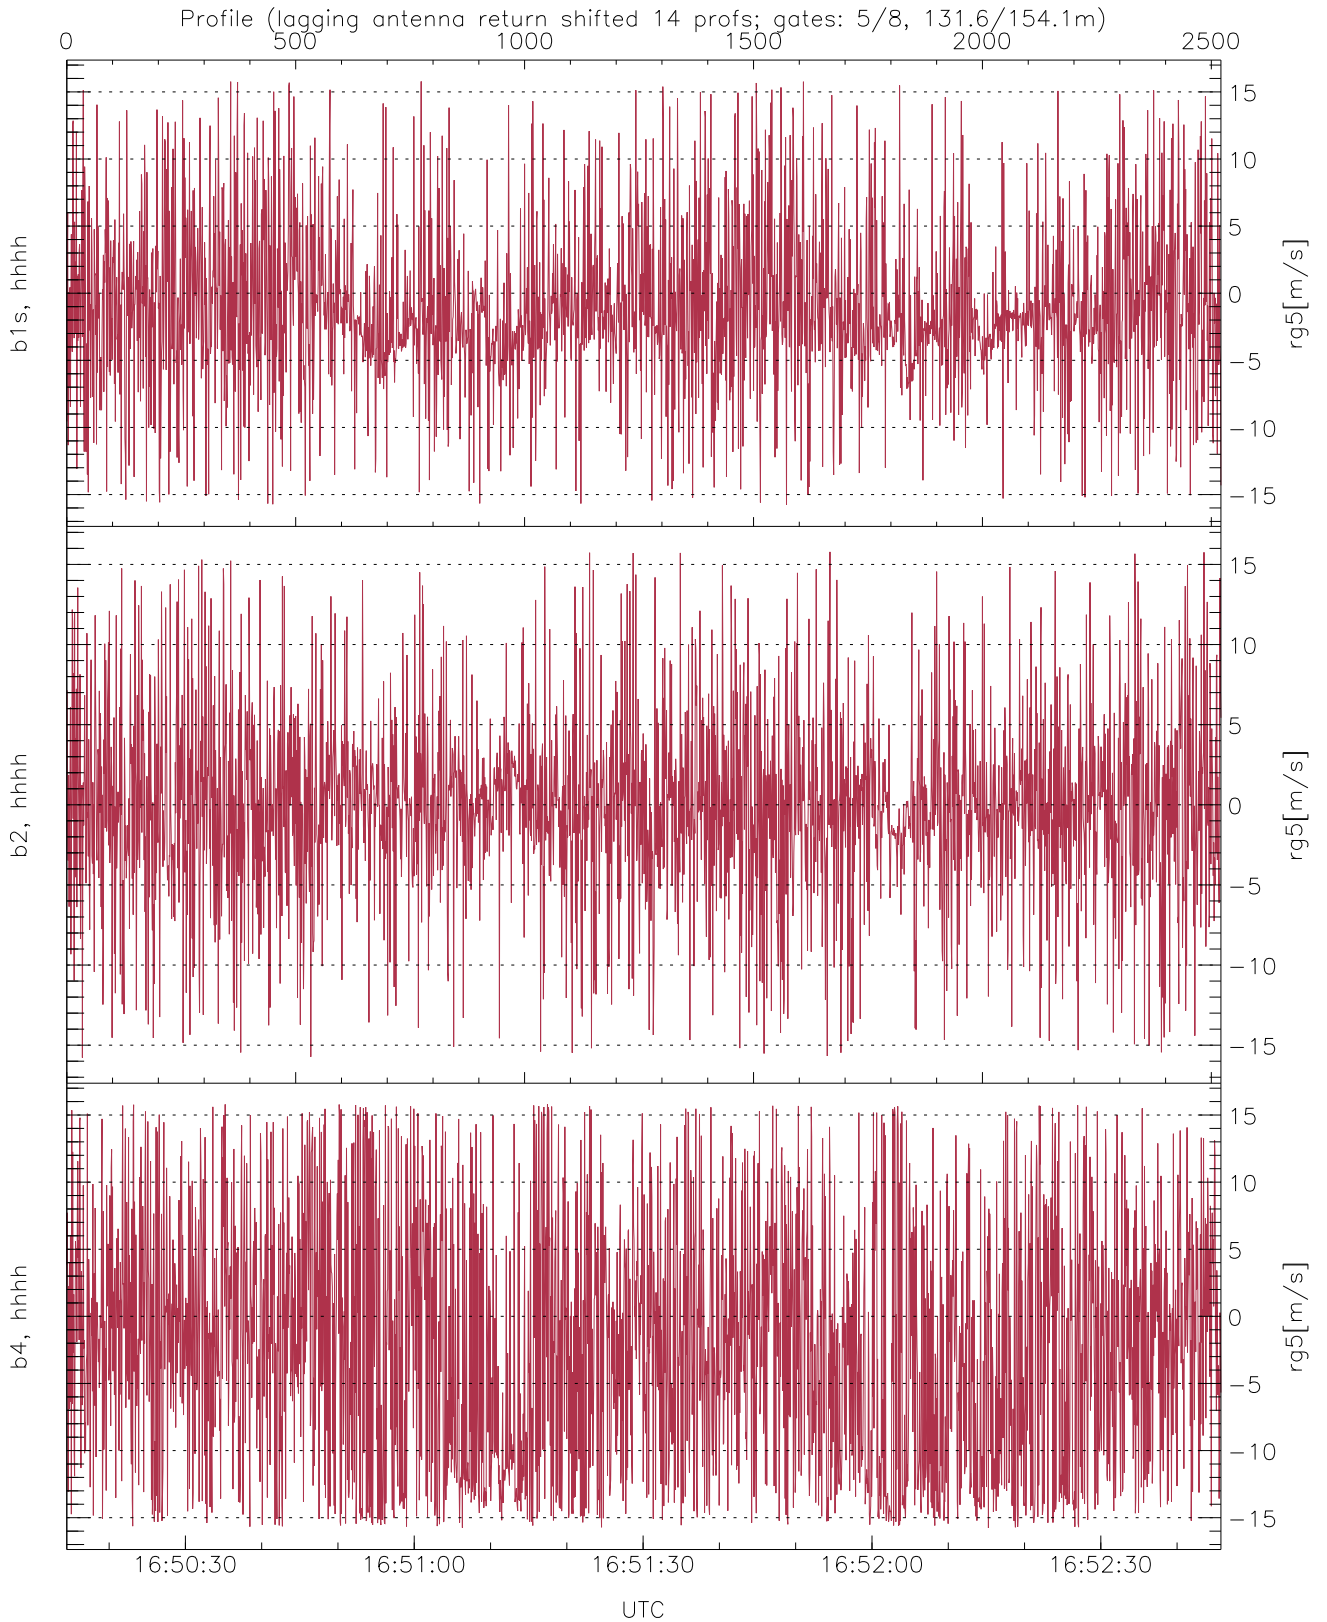 Profile (lagging antenna return shifted 14 profs; gates: 5/8, 131.6/154.1m)
0 500 1000 1500 2000 2500
b1s, hhhh
15
10
5
0
−5
−10
−15
rg5[m/s]
b2, hhhh
15
10
5
0
−5
−10
−15
rg5[m/s]
b4, hhhh
15
10
5
0
−5
−10
−15
rg5[m/s]
16:50:30 16:51:00 16:51:30 16:52:00 16:52:30
UTC